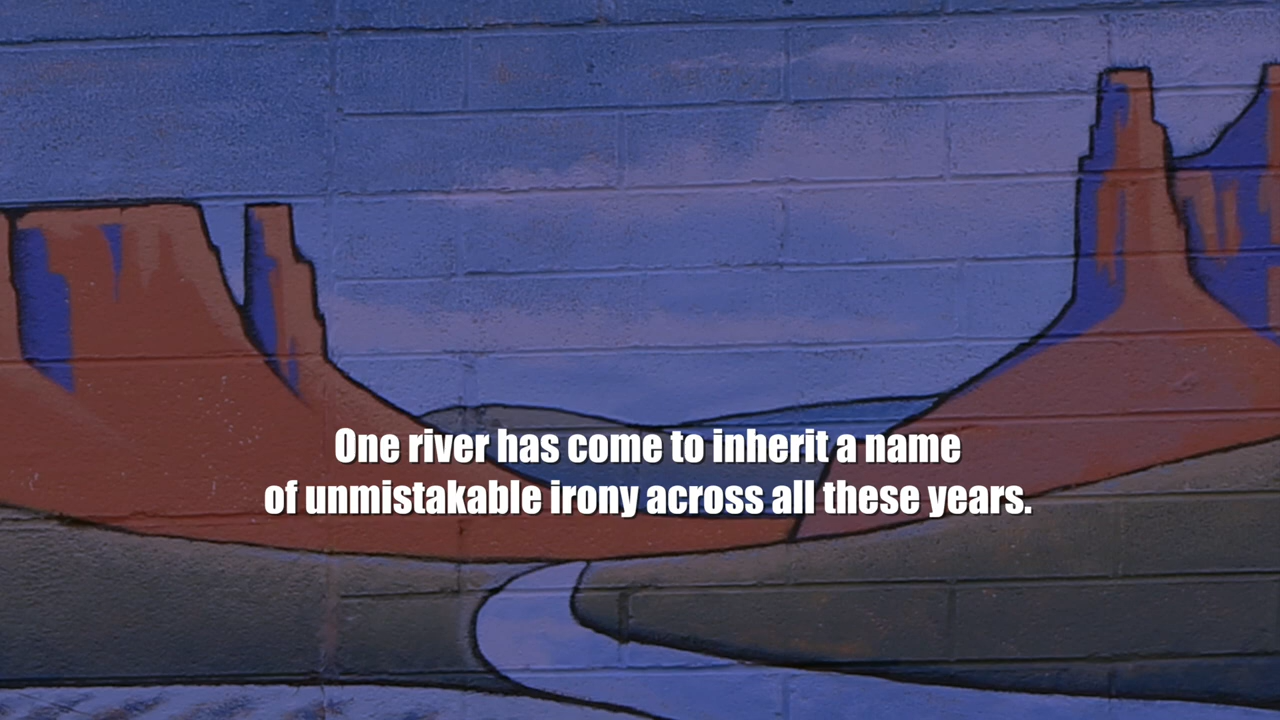 One river has come to inherit a name
of unmistakable irony across all these years.